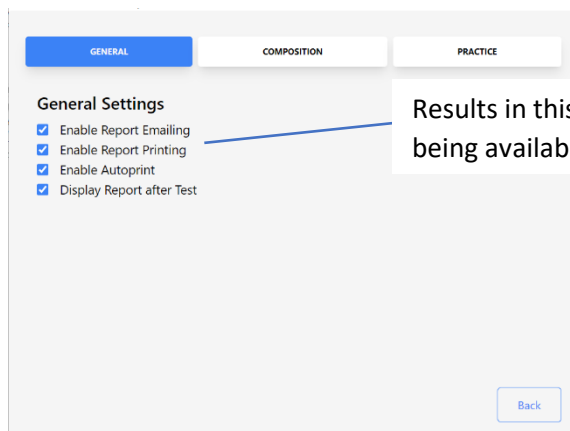 GENERAL COMPOSITION PRACTICE
General Settings
Enable Report Emailing
Enable Report Printing
Enable Autoprint
Display Report after Test
Results in this
being availab
Back